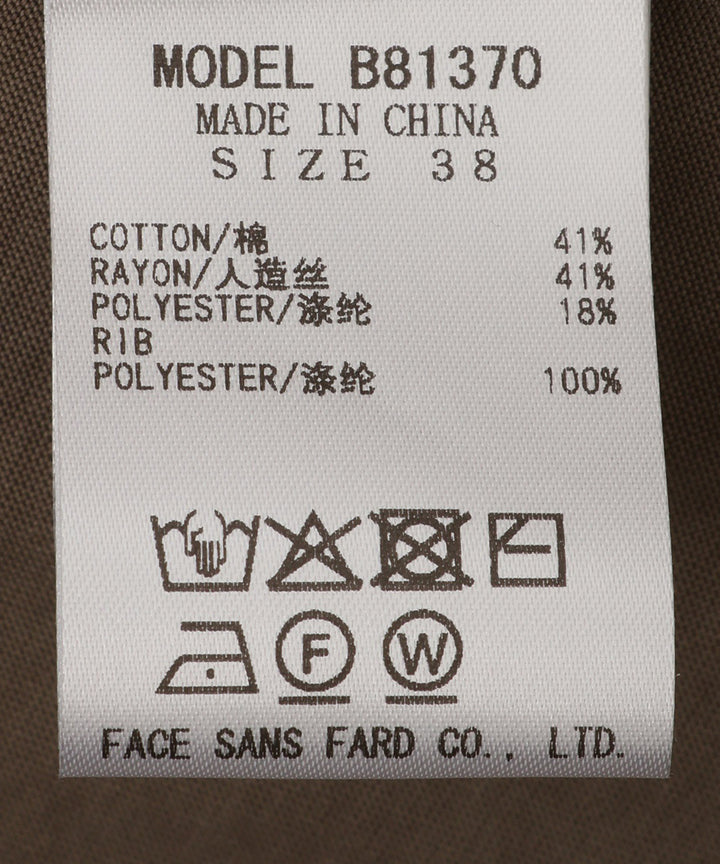 MODEL B81370
MADE IN CHINA
SIZE 38
COTTON/棉 41%
RAYON/人造丝 41%
POLYESTER/涤纶 18%
RIB
POLYESTER/涤纶 100%
F W
FACE SANS FARD CO., LTD.